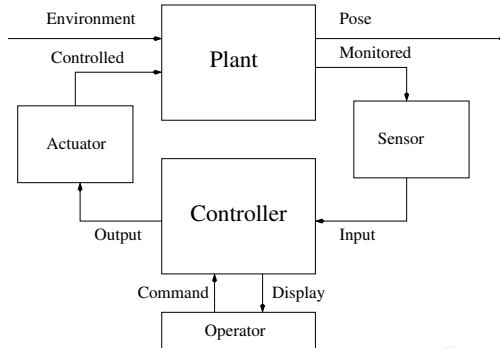 Environment
Pose
Controlled
Plant
Monitored
Actuator
Sensor
Controller
Output
Input
Command
Display
Operator